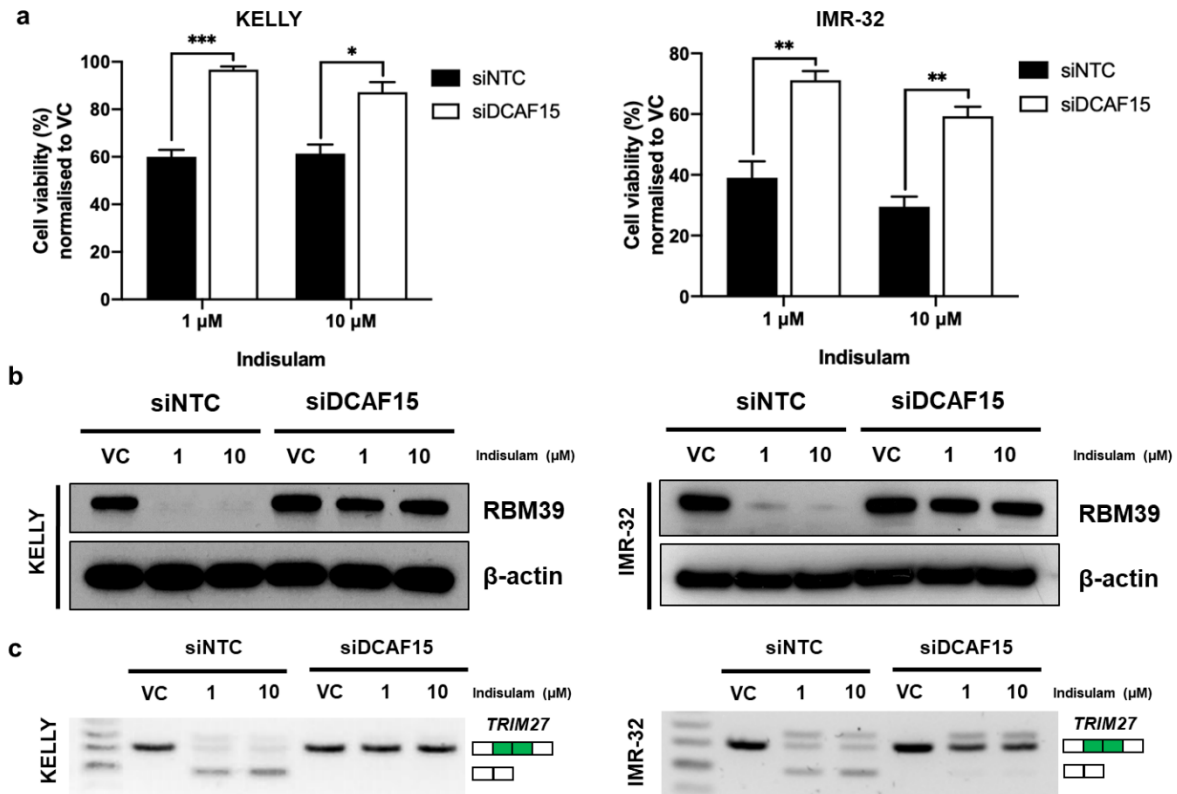 a
KELLY
Cell viability (%)
normalised to VC
100
80
60
40
20
0
***
*
siNTC
siDCAF15
1 µM
10 µM
Indisulam
IMR-32
Cell viability (%)
normalised to VC
80
60
40
20
0
**
**
siNTC
siDCAF15
1 µM
10 µM
Indisulam
b
siNTC siDCAF15
VC 1 10 VC 1 10 Indisulam (µM)
KELLY
RBM39
β-actin
siNTC siDCAF15
VC 1 10 VC 1 10 Indisulam (µM)
IMR-32
RBM39
β-actin
c
siNTC siDCAF15
VC 1 10 VC 1 10 Indisulam (µM)
KELLY
TRIM27
siNTC siDCAF15
VC 1 10 VC 1 10 Indisulam (µM)
IMR-32
TRIM27